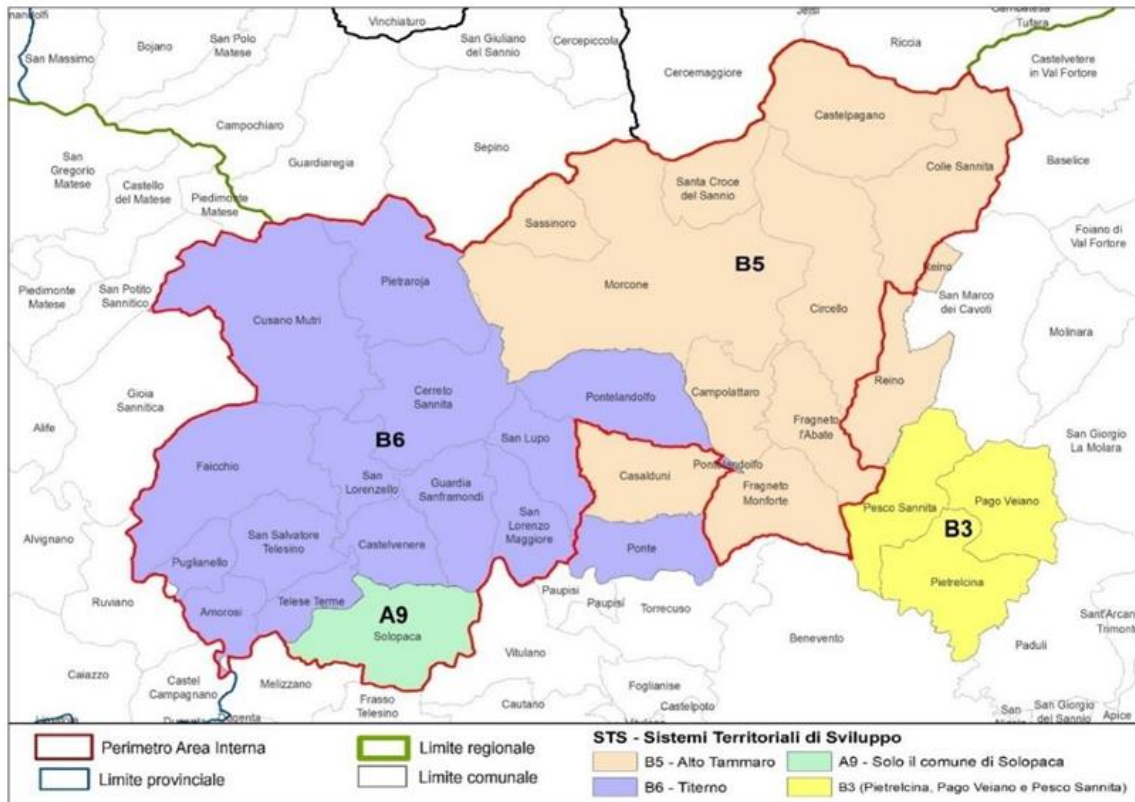 Vinchiaturo
Riccia
Tufara
Bojano
San Polo
Matese
San Giuliano
del Sannio
Cercepiccola
San Massimo
Cercemaggiore
Castelvetere
in Val Fortore
Castelpagano
Campochiaro
Sepino
Guardiaregia
San
Gregorio
Matese
Castello
del Matese
Piedimonte
Matese
Santa Croce
del Sannio
Colle Sannita
Baselice
Sassinoro
Foiano di
Val Fortore
Pietraroja
B5
Reino
Piedimonte
Matese
San Potito
Sannitico
Morcone
Circello
San Marco
dei Cavoti
Cusano Mutri
Molinara
Gioia
Sannitica
Cerreto
Sannita
Pontelandolfo
Campolattaro
Reino
Alife
B6
San Lupo
Fragneto
l'Abate
San Giorgio
La Molara
Faicchio
San
Lorenzello
Guardia
Sanframondi
Casalduni
Pontelandolfo
Fragneto
Monforte
Pesco Sannita
Pago Veiano
Alvignano
San Salvatore
Telesino
San
Lorenzo
Maggiore
B3
Puglianello
Castelvenere
Ponte
Pietrelcina
Ruviano
Amorosi
Telese Terme
A9
Solopaca
Paupisi
Paupisi
Torrecuso
Benevento
Sant'Arcan
Trimont
Paduli
Caiazzo
Castel
Campagnano
Melizzano
Vitulano
Frasso
Telesino
Cautano
Foglianise
Castelpoto
San
San Giorgio
del Sannio
Apice
Perimetro Area Interna
Limite regionale
Limite provinciale
Limite comunale
STS - Sistemi Territoriali di Sviluppo
B5 - Alto Tammaro
A9 - Solo il comune di Solopaca
B6 - Titerno
B3 (Pietrelcina, Pago Veiano e Pesco Sannita)